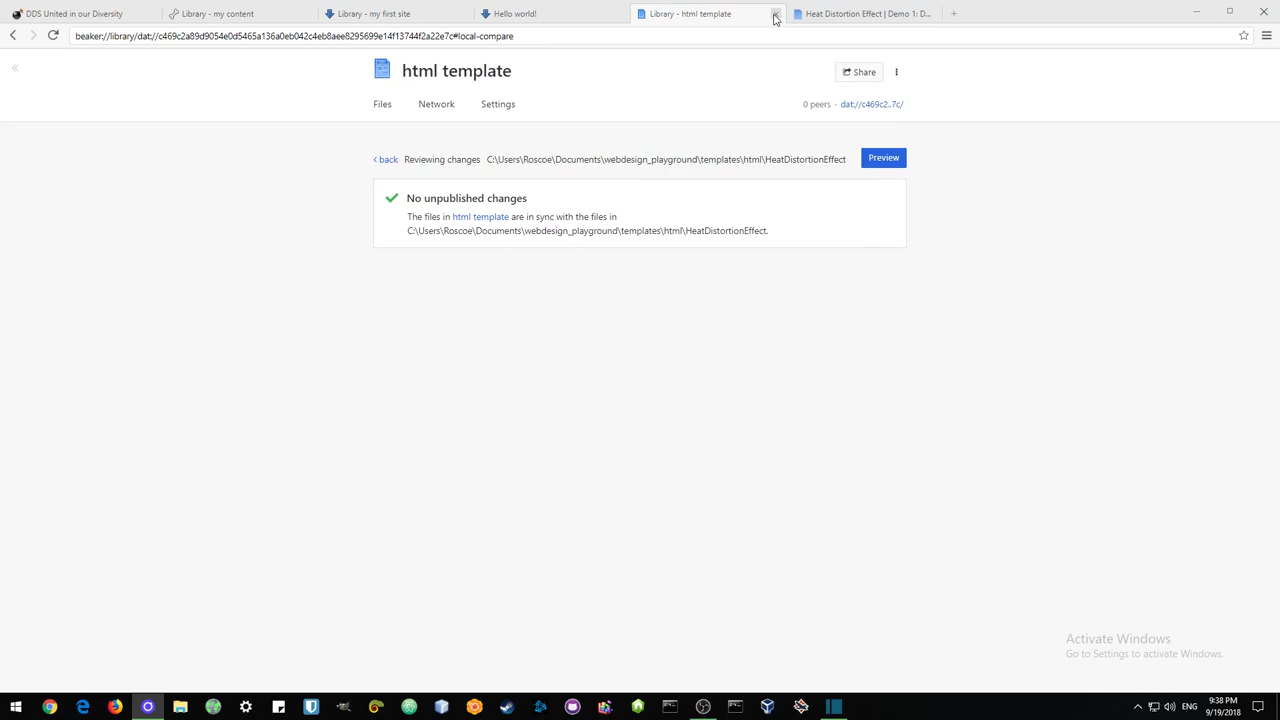 DDS United in our Diversity
Library - my content
Library - my first site
Hello world!
Library - html template
Heat Distortion Effect | Demo 1: D...
beaker://library/dat://c469c2a89d9054e0d5465a136a0eb042c4eb8aee8295699e14f13744f2a22e7c#local-compare
html template
Share
Files
Network
Settings
0 peers · dat://c469c2..7c/
‹ back Reviewing changes C:\Users\Roscoe\Documents\webdesign_playground\templates\html\HeatDistortionEffect
Preview
No unpublished changes
The files in html template are in sync with the files in
C:\Users\Roscoe\Documents\webdesign_playground\templates\html\HeatDistortionEffect.
Activate Windows
Go to Settings to activate Windows.
ENG
9:38 PM
9/19/2018